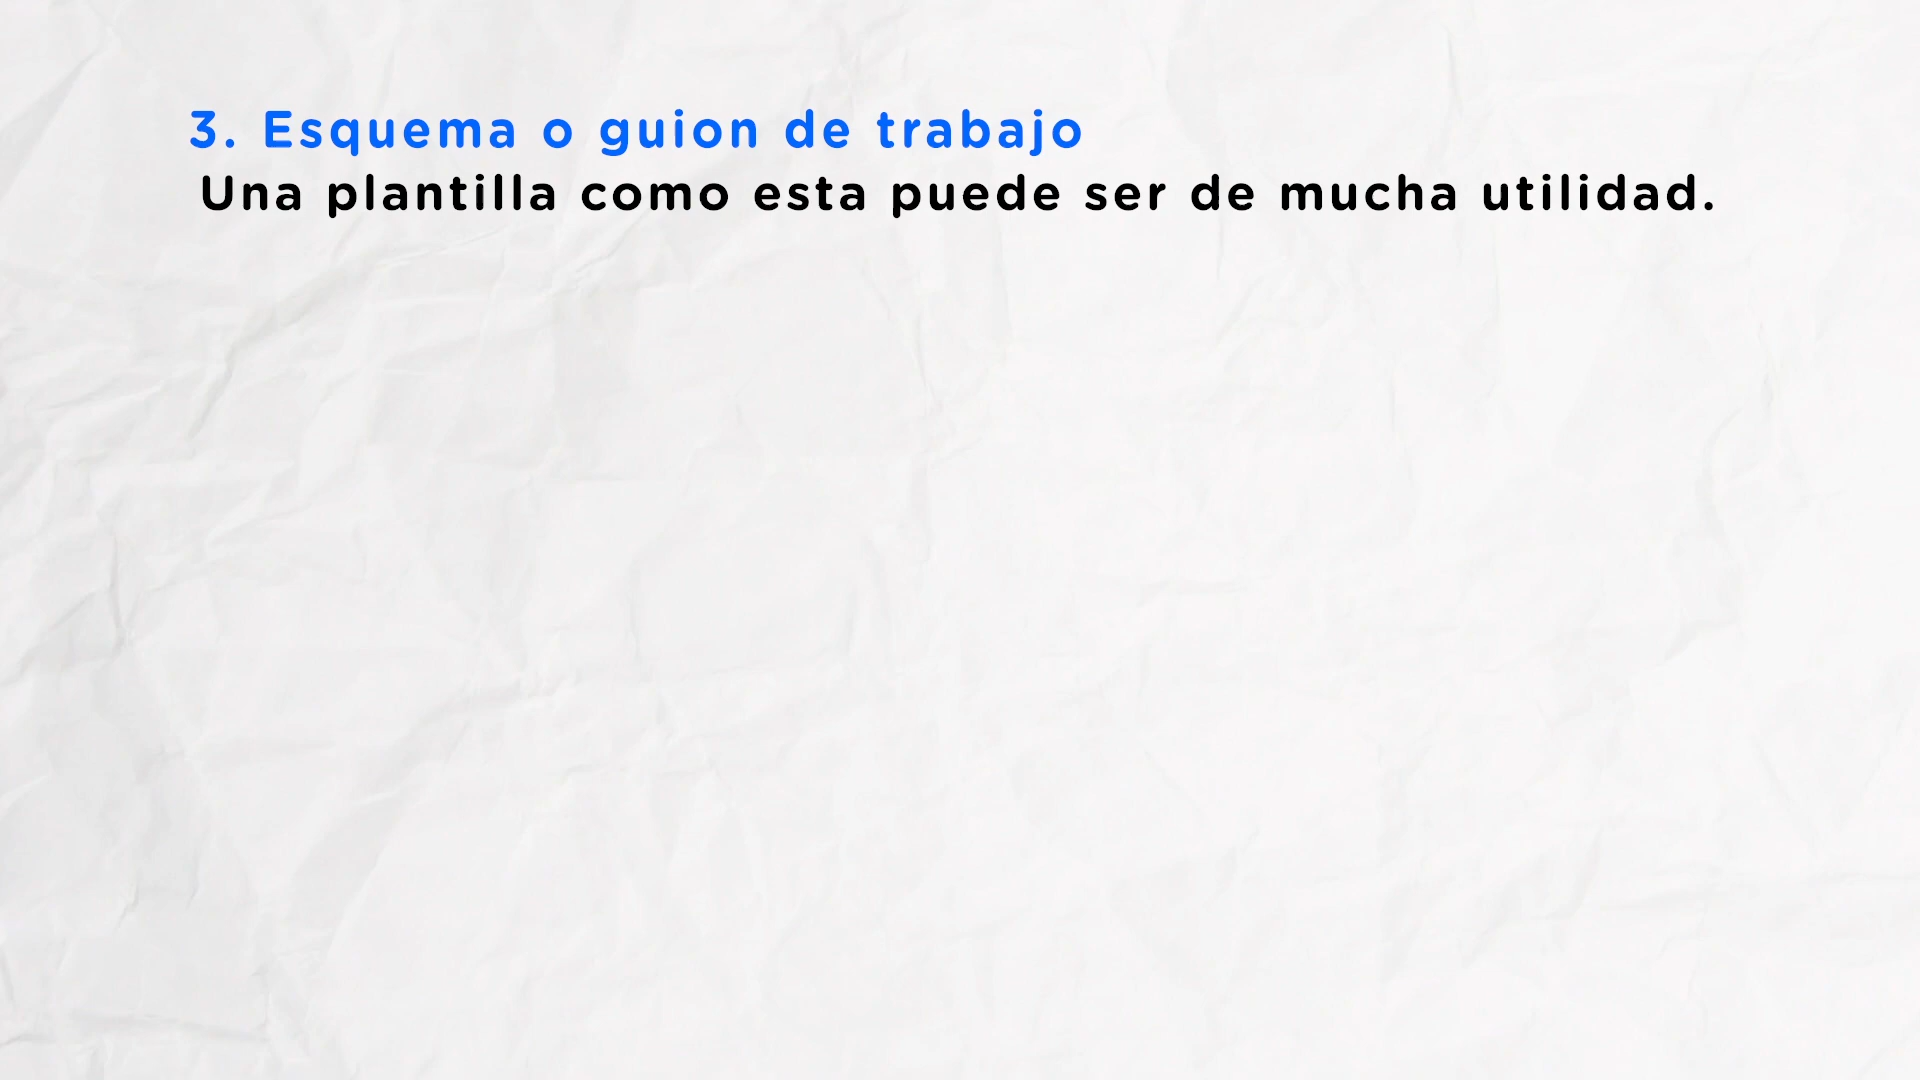 3. Esquema o guion de trabajo
Una plantilla como esta puede ser de mucha utilidad.